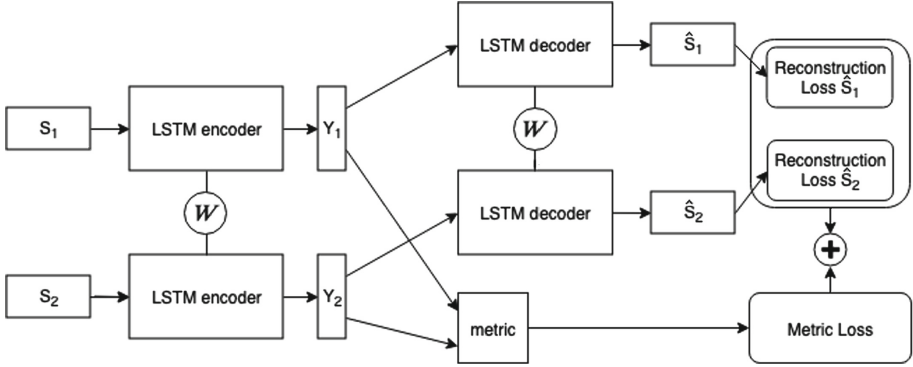 LSTM decoder
Ŝ₁
Reconstruction
Loss Ŝ₁
S₁
LSTM encoder
Y₁
W
W
Reconstruction
Loss Ŝ₂
LSTM decoder
Ŝ₂
+
S₂
LSTM encoder
Y₂
metric
Metric Loss